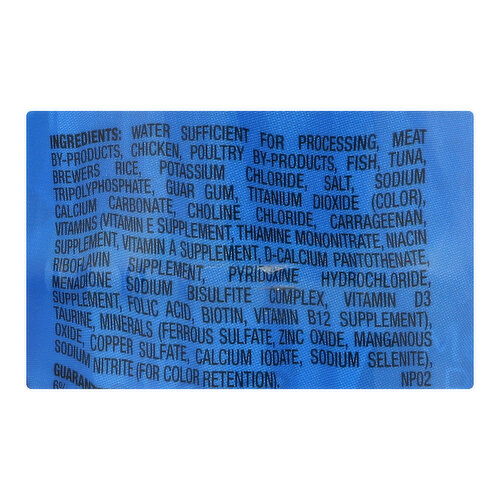 INGREDIENTS: WATER SUFFICIENT FOR PROCESSING, MEAT
BY-PRODUCTS, CHICKEN, POULTRY BY-PRODUCTS, FISH, TUNA,
BREWERS RICE, POTASSIUM CHLORIDE, SALT, SODIUM
TRIPOLYPHOSPHATE, GUAR GUM, TITANIUM DIOXIDE (COLOR),
CALCIUM CARBONATE, CHOLINE CHLORIDE, CARRAGEENAN,
VITAMINS (VITAMIN E SUPPLEMENT, THIAMINE MONONITRATE, NIACIN
SUPPLEMENT, VITAMIN A SUPPLEMENT, D-CALCIUM PANTOTHENATE,
RIBOFLAVIN SUPPLEMENT, PYRIDOXINE HYDROCHLORIDE,
MENADIONE SODIUM BISULFITE COMPLEX, VITAMIN D3
SUPPLEMENT, FOLIC ACID, BIOTIN, VITAMIN B12 SUPPLEMENT),
TAURINE, MINERALS (FERROUS SULFATE, ZINC OXIDE, MANGANOUS
OXIDE, COPPER SULFATE, CALCIUM IODATE, SODIUM SELENITE),
SODIUM NITRITE (FOR COLOR RETENTION). NP02